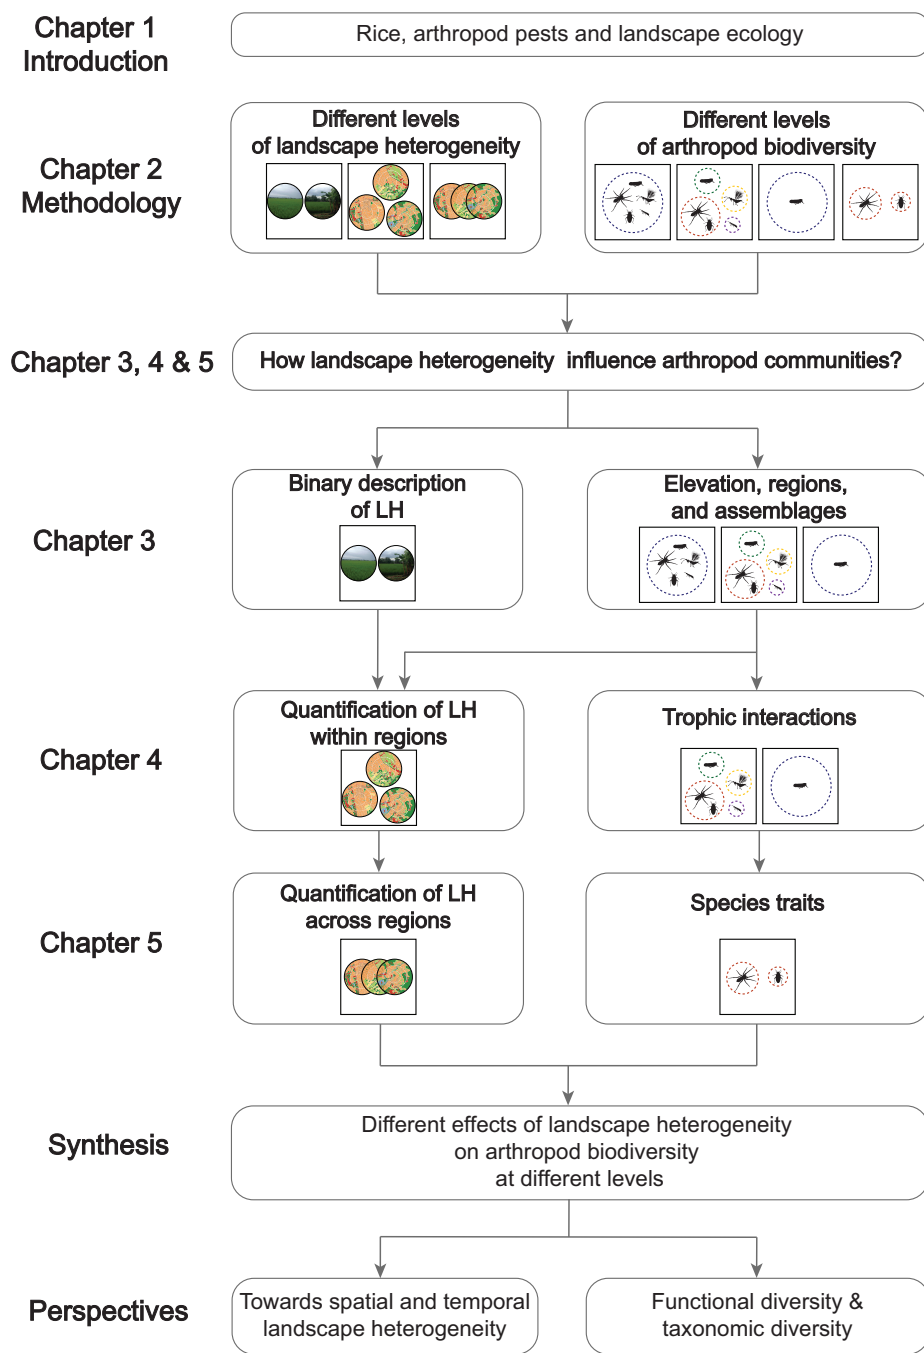 Chapter 1
Introduction
Rice, arthropod pests and landscape ecology
Chapter 2
Methodology
Different levels
of landscape heterogeneity
Different levels
of arthropod biodiversity
Chapter 3, 4 & 5
How landscape heterogeneity influence arthropod communities?
Chapter 3
Binary description
of LH
Elevation, regions,
and assemblages
Chapter 4
Quantification of LH
within regions
Trophic interactions
Chapter 5
Quantification of LH
across regions
Species traits
Synthesis
Different effects of landscape heterogeneity
on arthropod biodiversity
at different levels
Perspectives
Towards spatial and temporal
landscape heterogeneity
Functional diversity &
taxonomic diversity